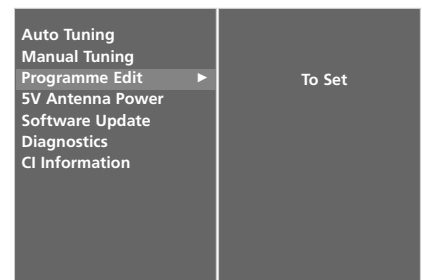 Auto Tuning
Manual Tuning
Programme Edit ►
To Set
5V Antenna Power
Software Update
Diagnostics
CI Information